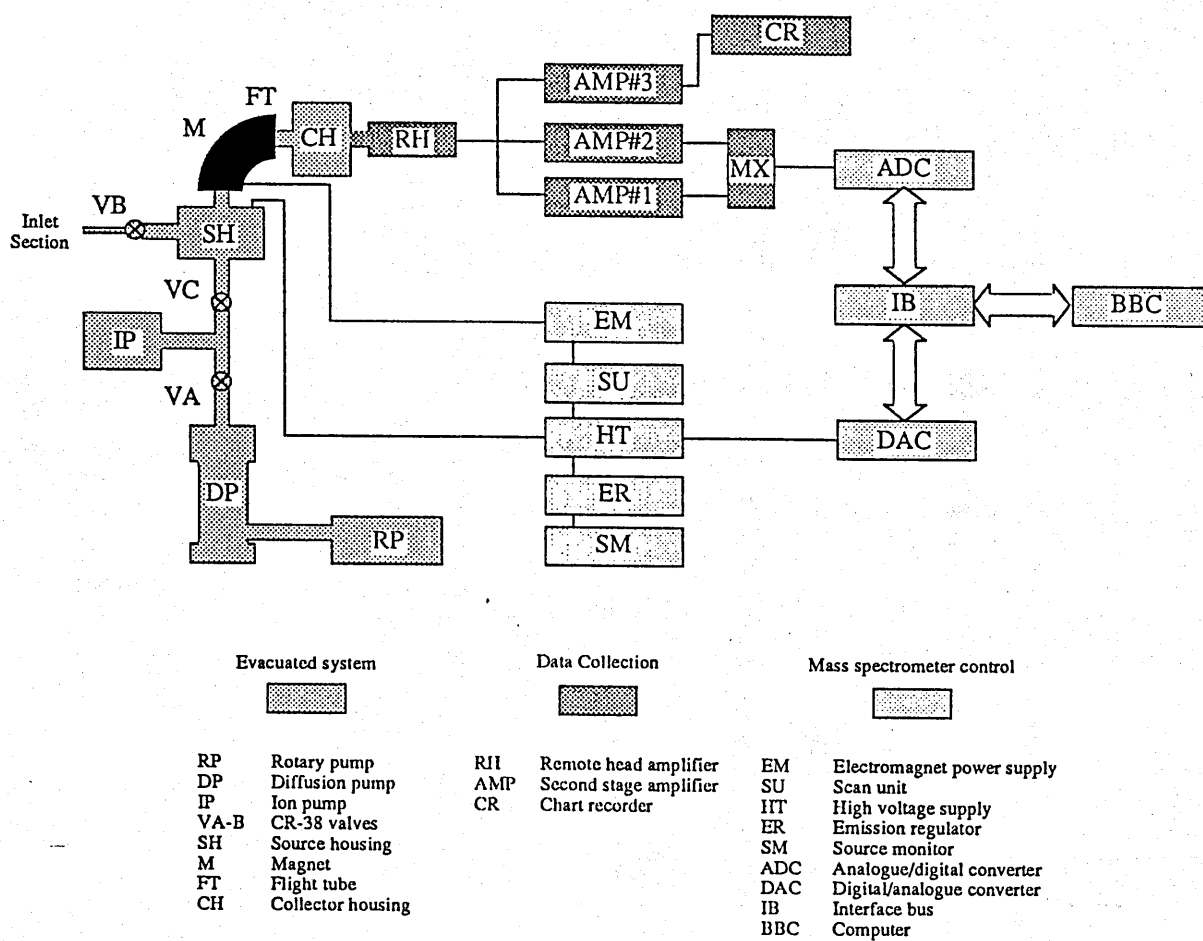 CR
AMP#3
FT
M
CH
RH
AMP#2
MX
ADC
AMP#1
VB
Inlet
Section
SH
VC
IB
BBC
EM
IP
SU
VA
HT
DAC
DP
ER
RP
SM
Evacuated system
RP Rotary pump
DP Diffusion pump
IP Ion pump
VA-B CR-38 valves
SH Source housing
M Magnet
FT Flight tube
CH Collector housing
Data Collection
RH Remote head amplifier
AMP Second stage amplifier
CR Chart recorder
Mass spectrometer control
EM Electromagnet power supply
SU Scan unit
HT High voltage supply
ER Emission regulator
SM Source monitor
ADC Analogue/digital converter
DAC Digital/analogue converter
IB Interface bus
BBC Computer